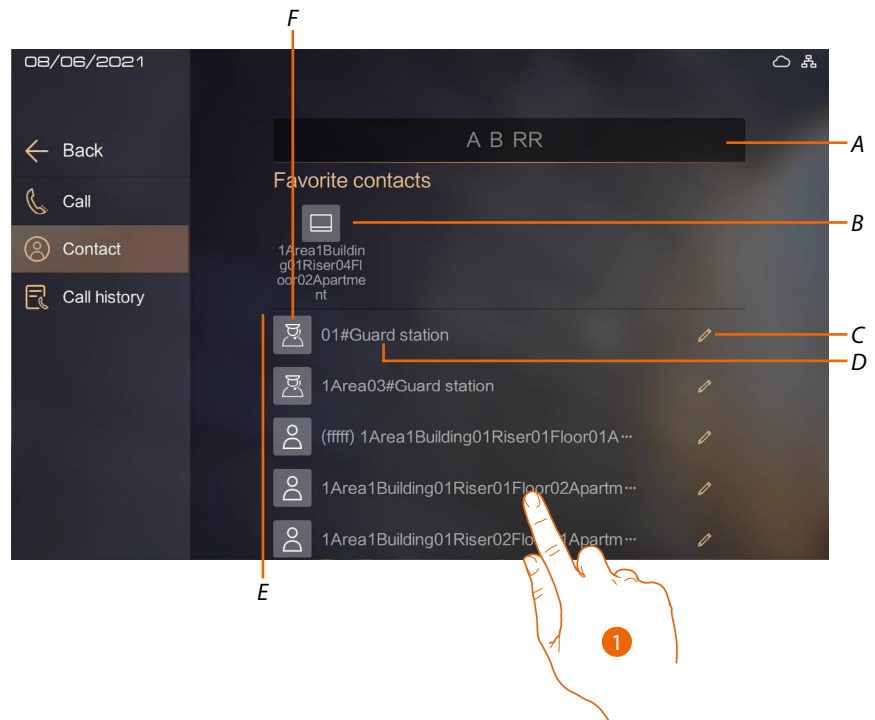 F
08/06/2021
A B RR
A
Back
Favorite contacts
Call
B
Contact
1Area1Buildin
g01Riser04Fl
oor02Apartme
nt
Call history
01#Guard station
C
D
1Area03#Guard station
(fffff) 1Area1Building01Riser01Floor01A···
1Area1Building01Riser01Floor02Apartm···
1Area1Building01Riser02Flo 1Apartm···
E
1